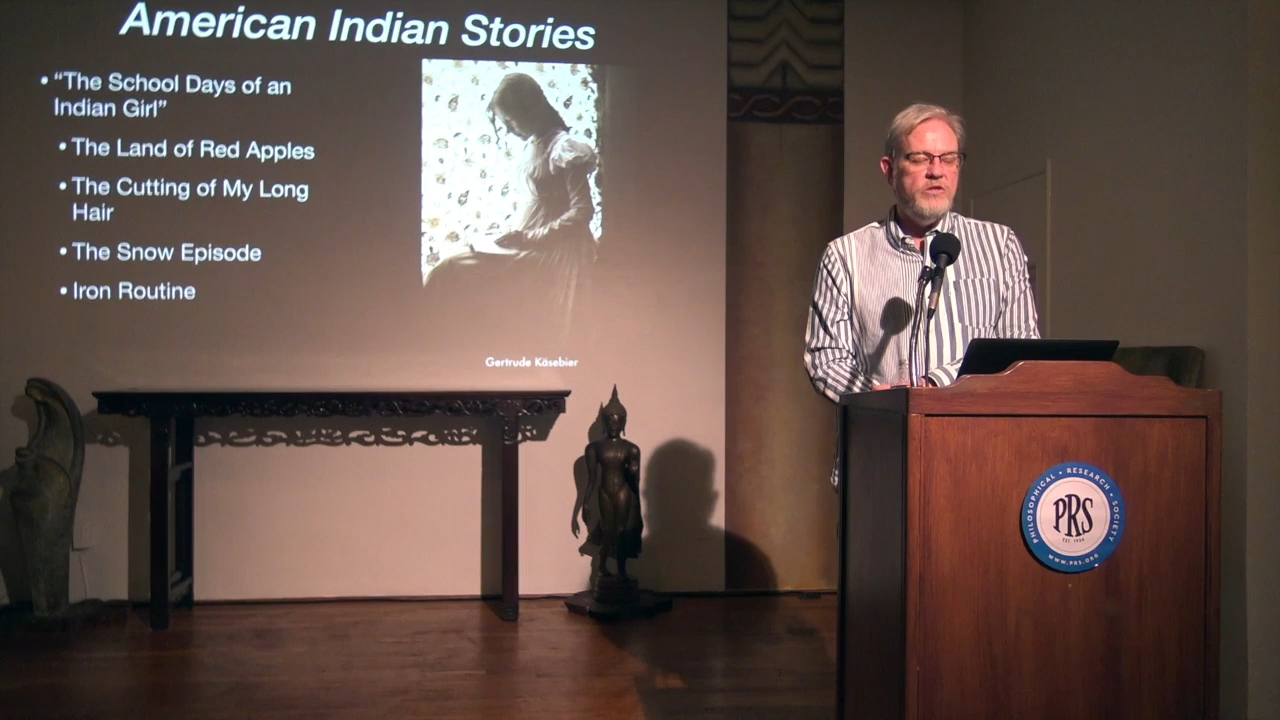 American Indian Stories
• “The School Days of an
Indian Girl”
• The Land of Red Apples
• The Cutting of My Long
Hair
• The Snow Episode
• Iron Routine
Gertrude Käsebier
PHILOSOPHICAL • RESEARCH • SOCIETY
PRS
EST. 1934
WWW.PRS.ORG